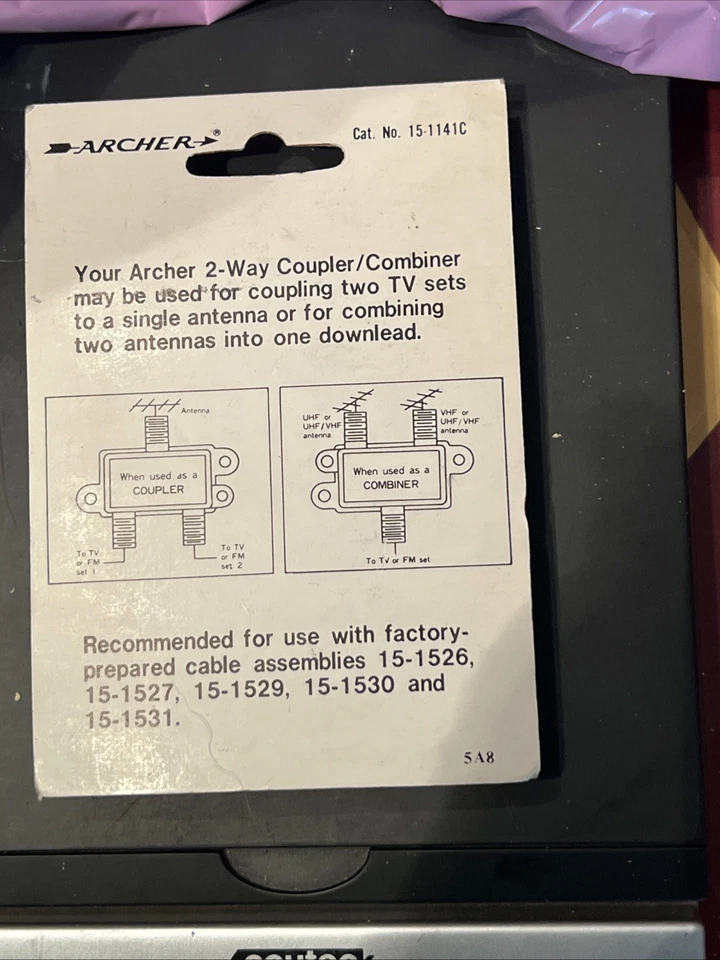 ARCHER®
Cat. No. 15-1141C
Your Archer 2-Way Coupler/Combiner
may be used for coupling two TV sets
to a single antenna or for combining
two antennas into one downlead.
Antenna
When used as a
COUPLER
To TV
or FM
set 1
To TV
or FM
set 2
UHF or
UHF/VHF
antenna
VHF or
UHF/VHF
antenna
When used as a
COMBINER
To TV or FM set
Recommended for use with factory-
prepared cable assemblies 15-1526,
15-1527, 15-1529, 15-1530 and
15-1531.
5A8